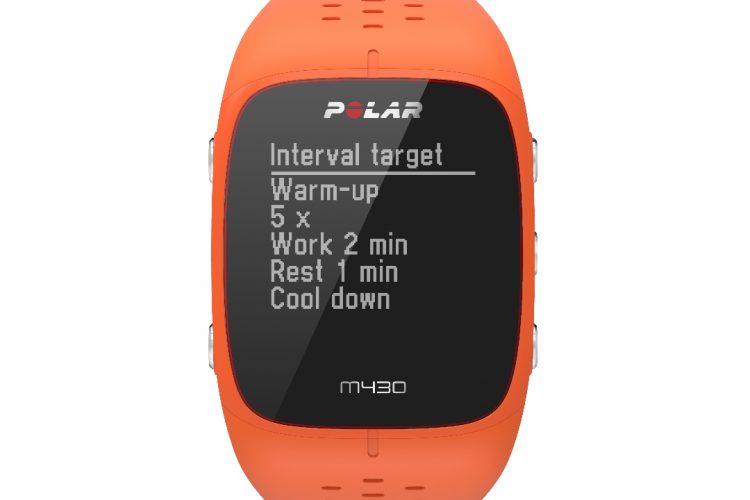 POLAR
Interval target
Warm-up
5 x
Work 2 min
Rest 1 min
Cool down
M430